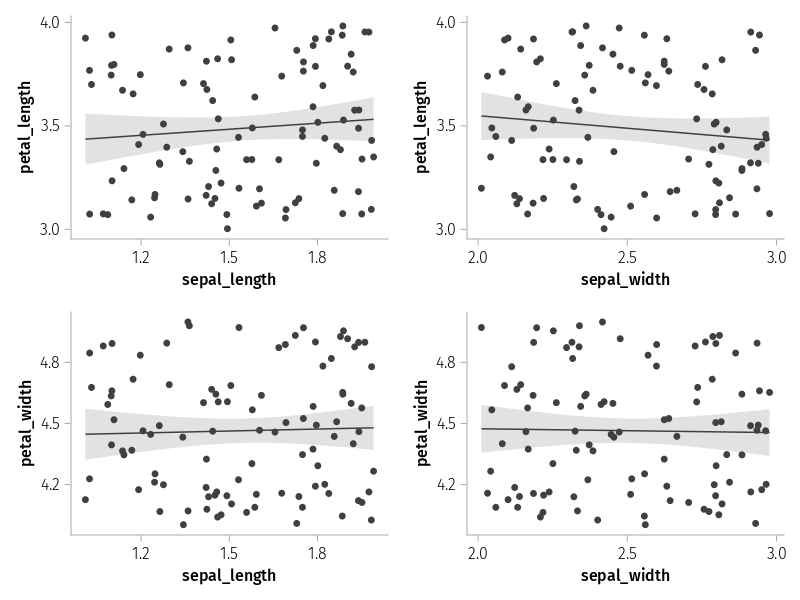 4.0
3.5
3.0
petal_length
1.2 1.5 1.8
sepal_length
4.0
3.5
3.0
petal_length
2.0 2.5 3.0
sepal_width
4.8
4.5
4.2
petal_width
1.2 1.5 1.8
sepal_length
4.8
4.5
4.2
petal_width
2.0 2.5 3.0
sepal_width